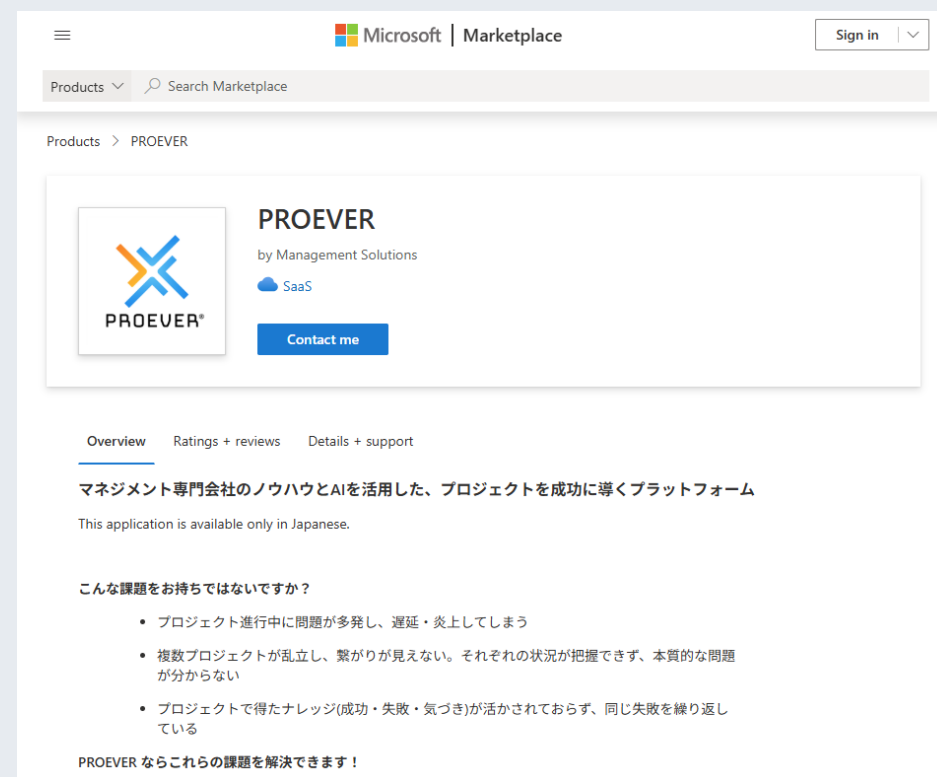 Microsoft | Marketplace
Sign in
Products
Search Marketplace
Products > PROEVER
PROEVER®
PROEVER
by Management Solutions
SaaS
Contact me
Overview
Ratings + reviews
Details + support
マネジメント専門会社のノウハウとAIを活用した、プロジェクトを成功に導くプラットフォーム
This application is available only in Japanese.
こんな課題をお持ちではないですか？
• プロジェクト進行中に問題が多発し、遅延・炎上してしまう
• 複数プロジェクトが乱立し、繋がりが見えない。それぞれの状況が把握できず、本質的な問題
が分からない
• プロジェクトで得たナレッジ(成功・失敗・気づき)が活かされておらず、同じ失敗を繰り返し
ている
PROEVER ならこれらの課題を解決できます！